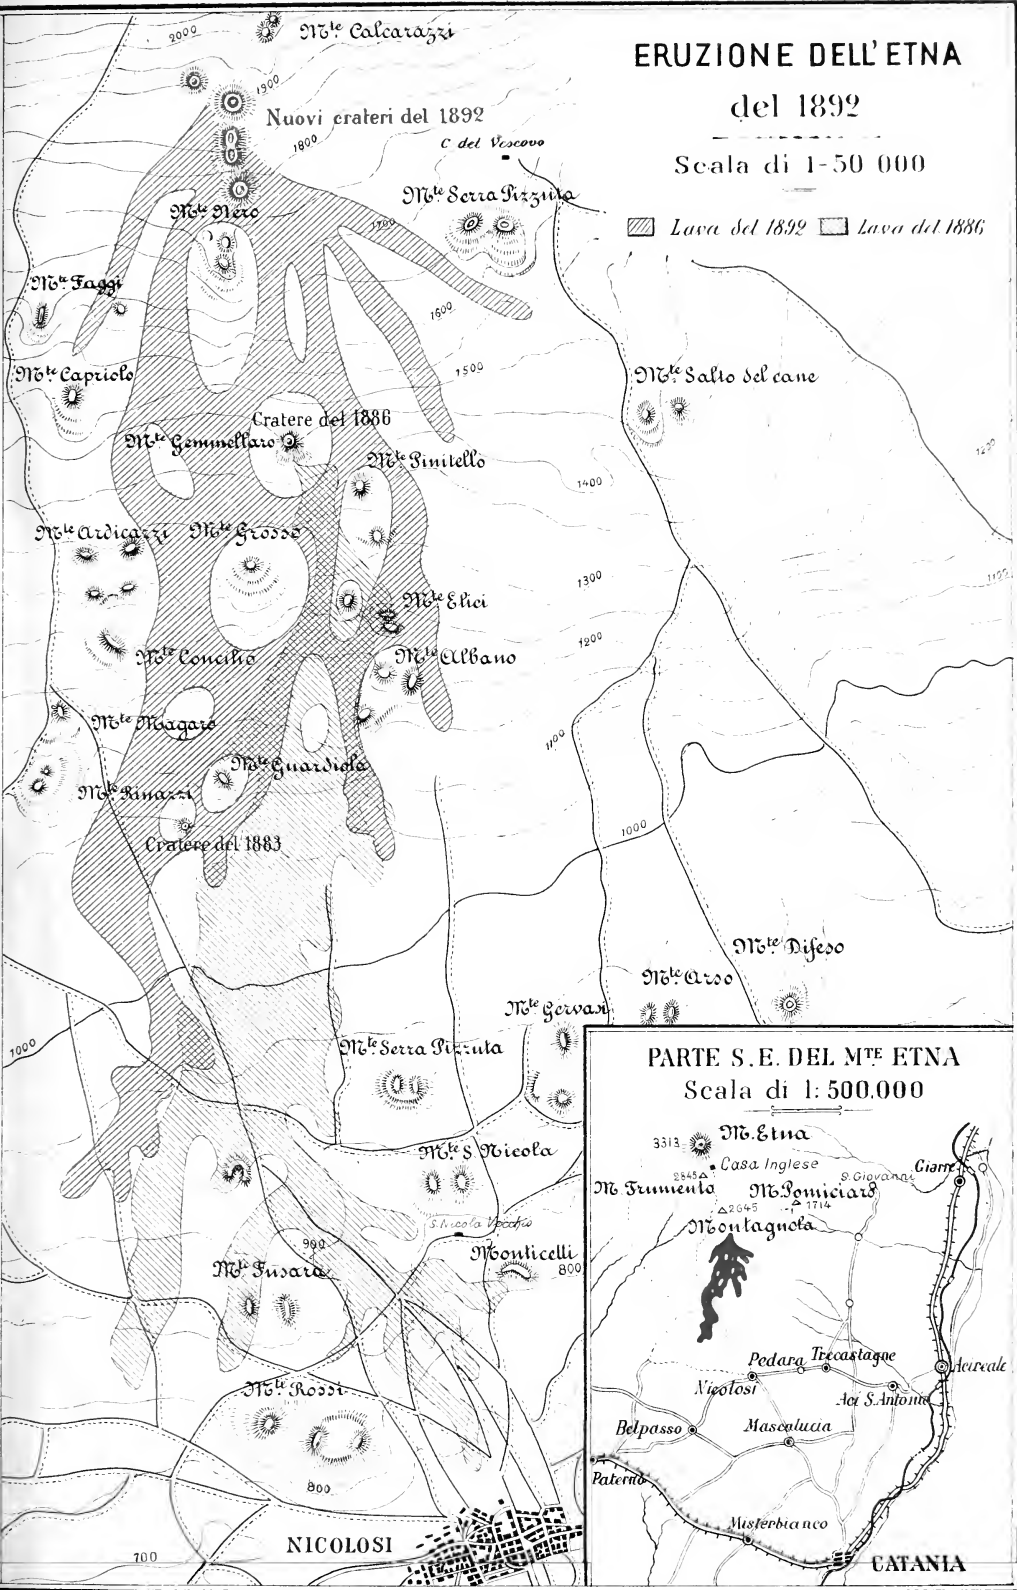 ERUZIONE DELL'ETNA
del 1892
Scala di 1-50 000
Lava del 1892
Lava del 1886
Mte Calcarazzi
2000
1900
Nuovi crateri del 1892
1800
C del Vescovo
Mte Serra Pizzuta
Mte Nero
1700
Mte Faggi
1600
1500
Mte Capriolo
Mte Salto del cane
Cratere del 1886
Mte Gemmellaro
Mte Pinitello
1400
1200
Mte Ardicazzi
Mte Grosso
1300
1100
Mte Elici
1200
Mte Concilio
Mte Albano
Mte Magaro
1100
Mte Guardiola
Mte Rinazzi
1000
Cratere del 1883
Mte Difeso
Mte Arso
Mte Gervasi
1000
Mte Serra Pizzuta
Mte S. Nicola
S. Nicola Vecchio
900
Monticelli
800
Mte Fusara
Mte Rossi
800
NICOLOSI
700
PARTE S.E. DEL MTE ETNA
Scala di 1:500.000
3313
M. Etna
Casa Inglese
Giarre
2845
S. Giovanni
M. Frumento
M. Pomiciaro
2645
1714
Montagnola
Pedara
Trecastagne
Acireale
Nicolosi
Aci S. Antonio
Belpasso
Mascalucia
Paternò
Misterbianco
CATANIA